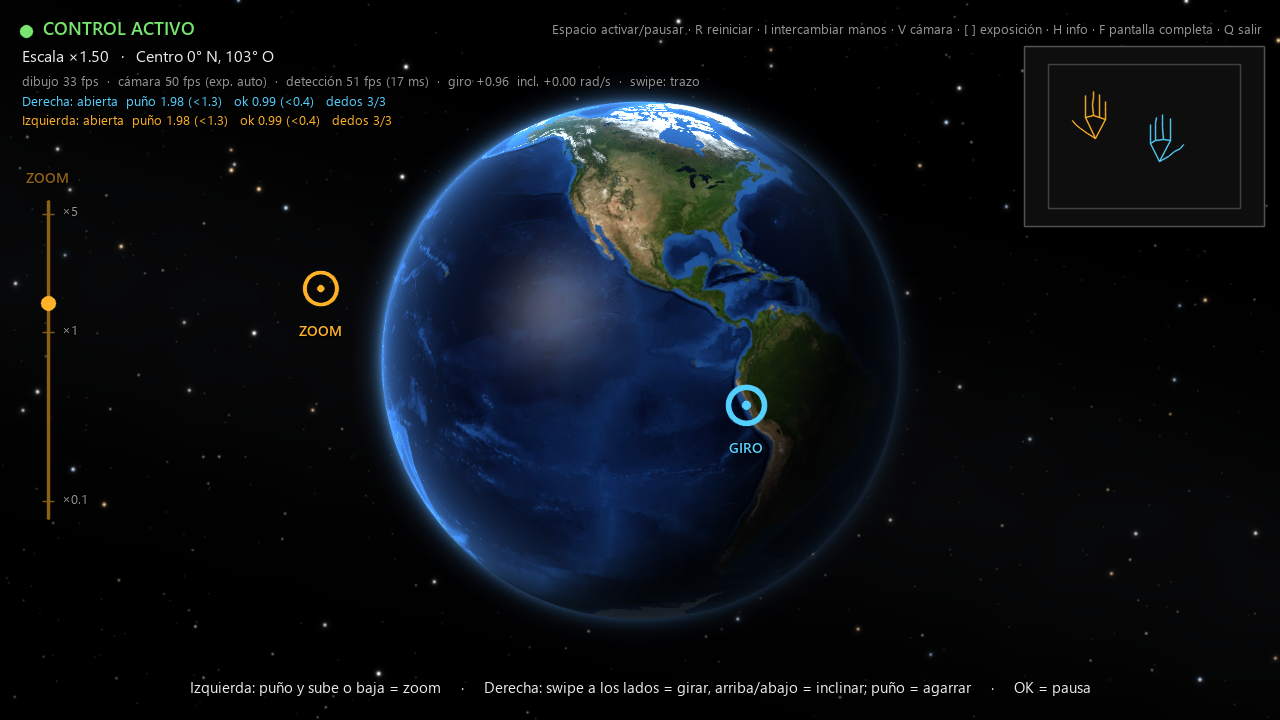 CONTROL ACTIVO
Espacio activar/pausar · R reiniciar · I intercambiar manos · V cámara · [ ] exposición · H info · F pantalla completa · Q salir
Escala ×1.50 · Centro 0° N, 103° O
dibujo 33 fps · cámara 50 fps (exp. auto) · detección 51 fps (17 ms) · giro +0.96 incl. +0.00 rad/s · swipe: trazo
Derecha: abierta puño 1.98 (<1.3) ok 0.99 (<0.4) dedos 3/3
Izquierda: abierta puño 1.98 (<1.3) ok 0.99 (<0.4) dedos 3/3
ZOOM
×5
×1
×0.1
ZOOM
GIRO
Izquierda: puño y sube o baja = zoom · Derecha: swipe a los lados = girar, arriba/abajo = inclinar; puño = agarrar · OK = pausa